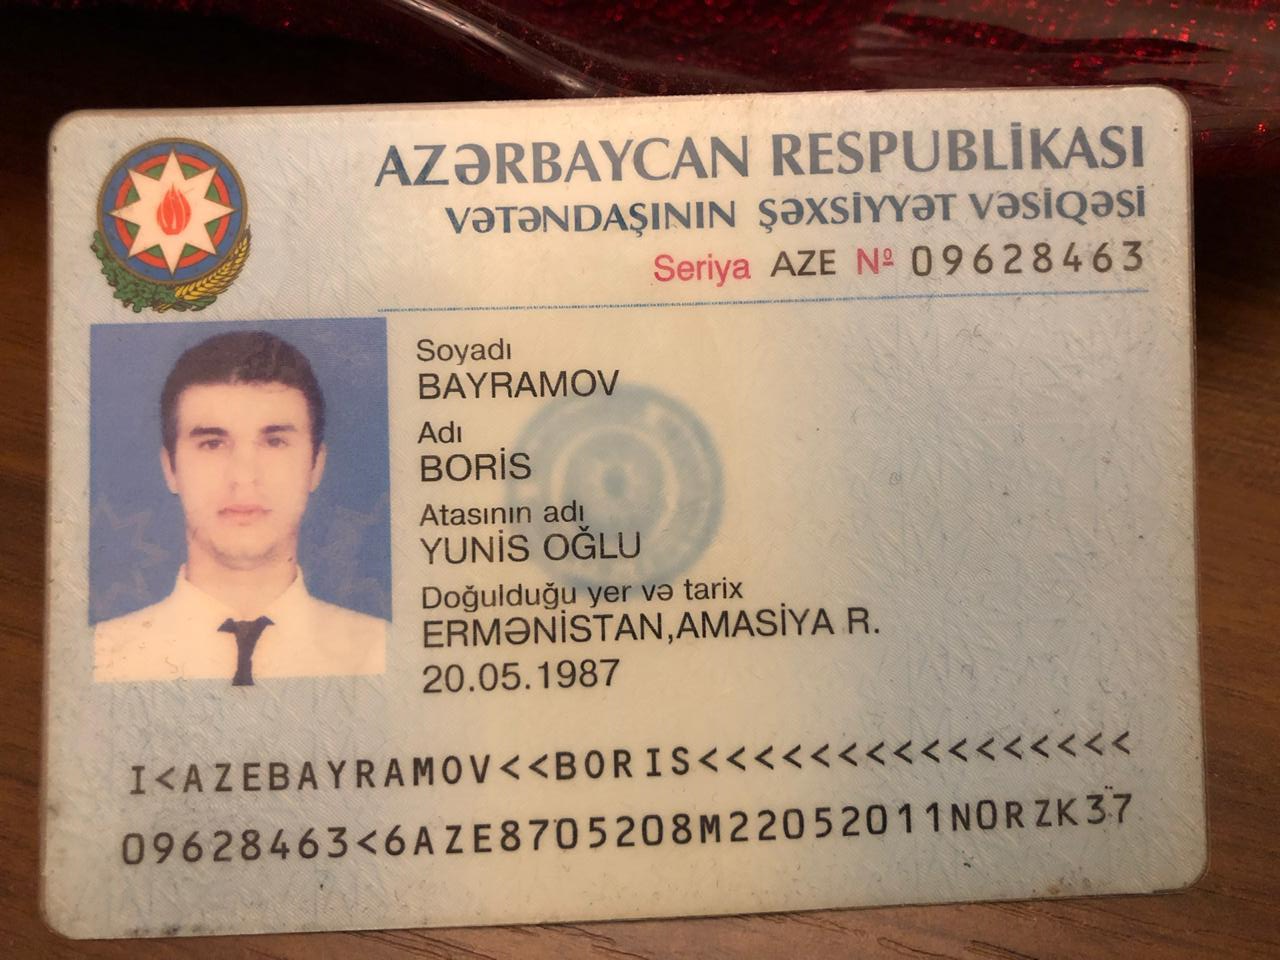 AZƏRBAYCAN RESPUBLİKASI
VƏTƏNDAŞININ ŞƏXSİYYƏT VƏSİQƏSİ
Seriya AZE № 09628463
Soyadı
BAYRAMOV
Adı
BORİS
Atasının adı
YUNİS OĞLU
Doğulduğu yer və tarix
ERMƏNİSTAN,AMASİYA R.
20.05.1987
I<AZEBAYRAMOV<<BORIS<<<<<<<<<<<<<<<<<
09628463<6AZE8705208M22052011N0RZK37